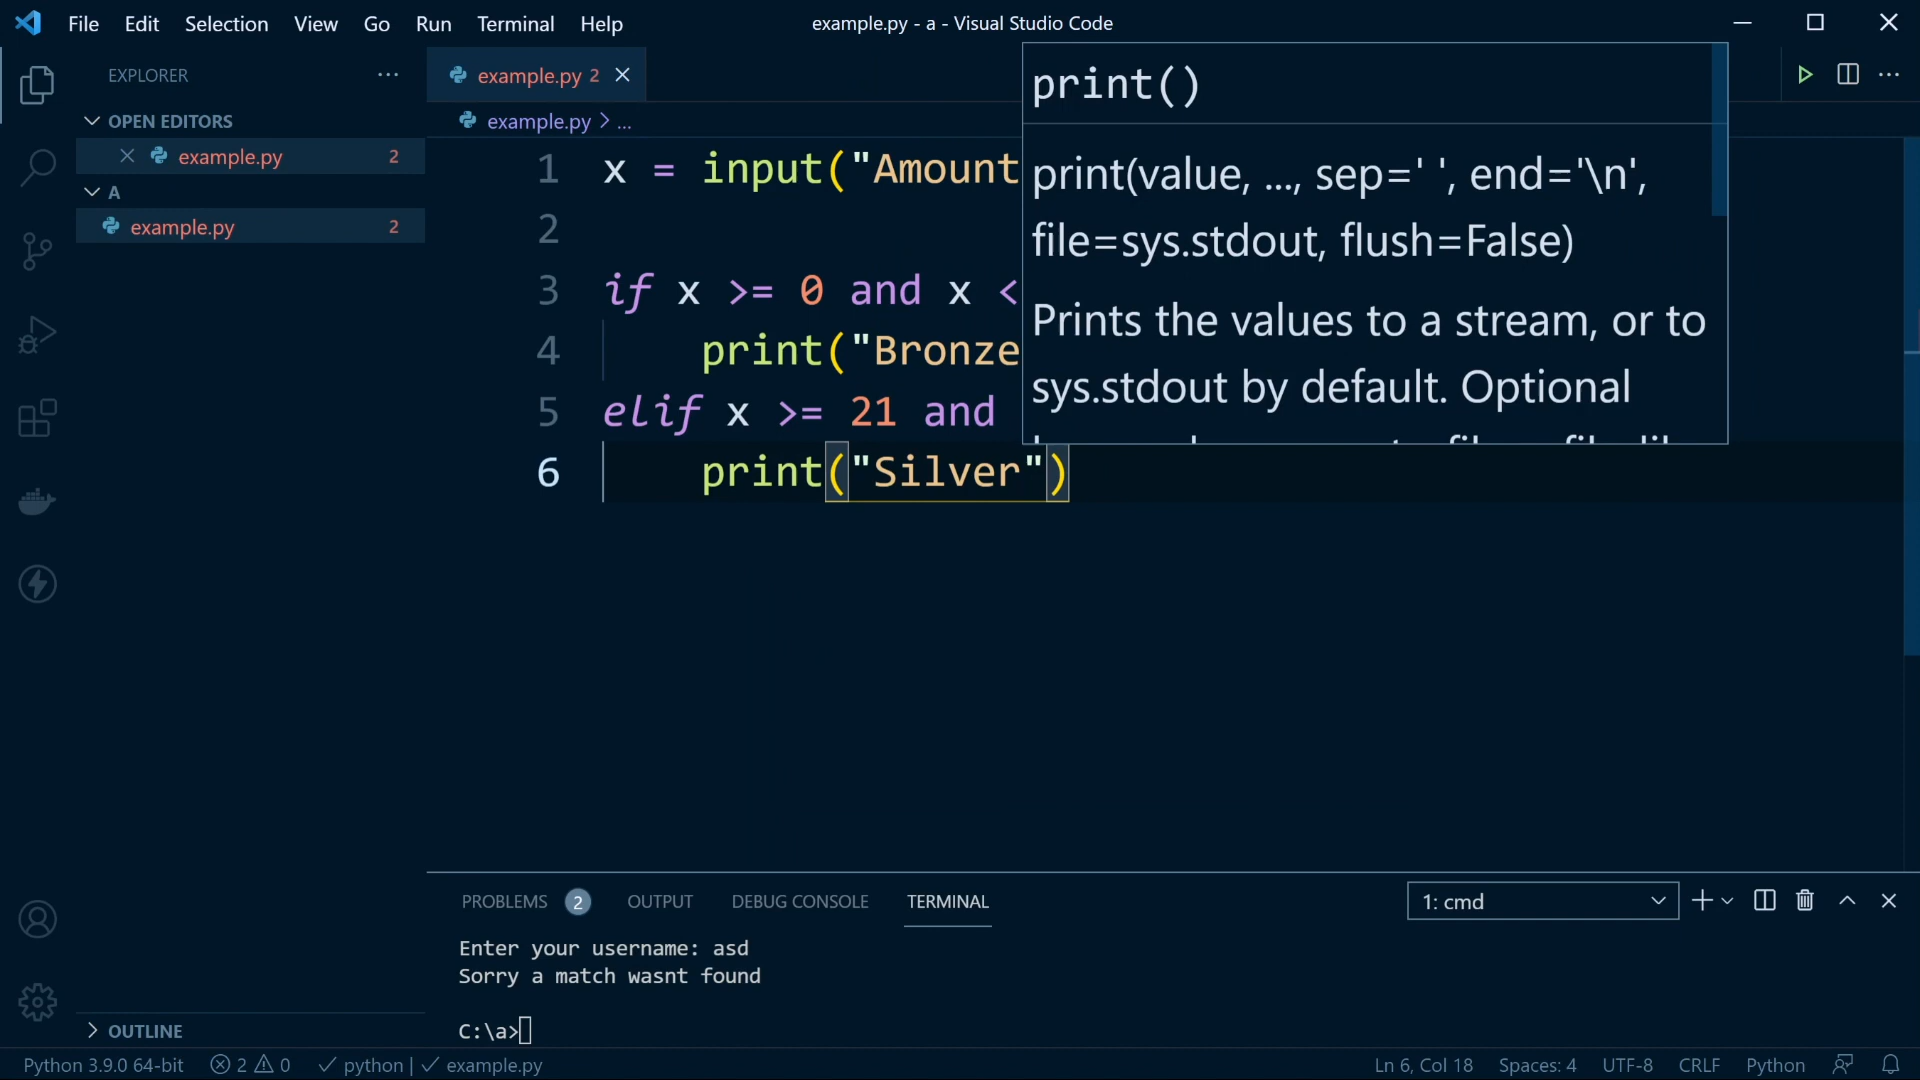 File Edit Selection View Go Run Terminal Help
example.py - a - Visual Studio Code
EXPLORER
OPEN EDITORS
example.py 2
A
example.py 2
example.py 2
example.py > ...
1 x = input("Amount
2
3 if x >= 0 and x <
4 print("Bronze
5 elif x >= 21 and
6 print("Silver")
print()
print(value, ..., sep=' ', end='\n',
file=sys.stdout, flush=False)
Prints the values to a stream, or to
sys.stdout by default. Optional
PROBLEMS 2 OUTPUT DEBUG CONSOLE TERMINAL
1: cmd
Enter your username: asd
Sorry a match wasnt found
C:\a>
OUTLINE
Python 3.9.0 64-bit 2 0 python | example.py
Ln 6, Col 18 Spaces: 4 UTF-8 CRLF Python